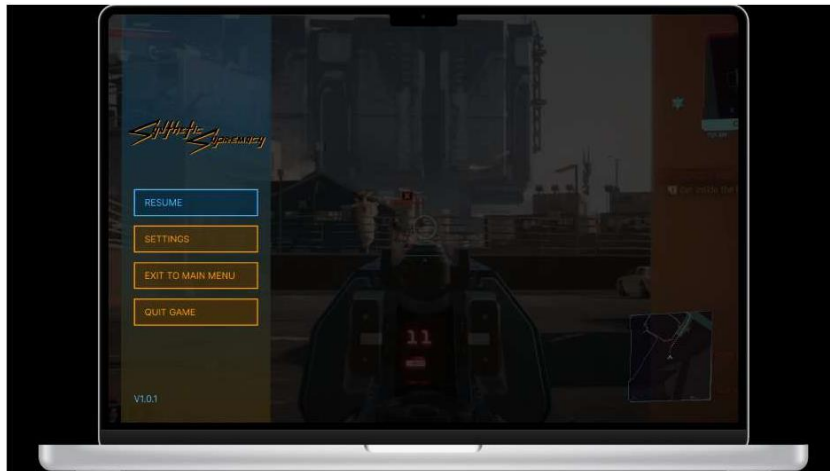 Synthetic
Supremacy
RESUME
SETTINGS
EXIT TO MAIN MENU
QUIT GAME
V1.0.1
11